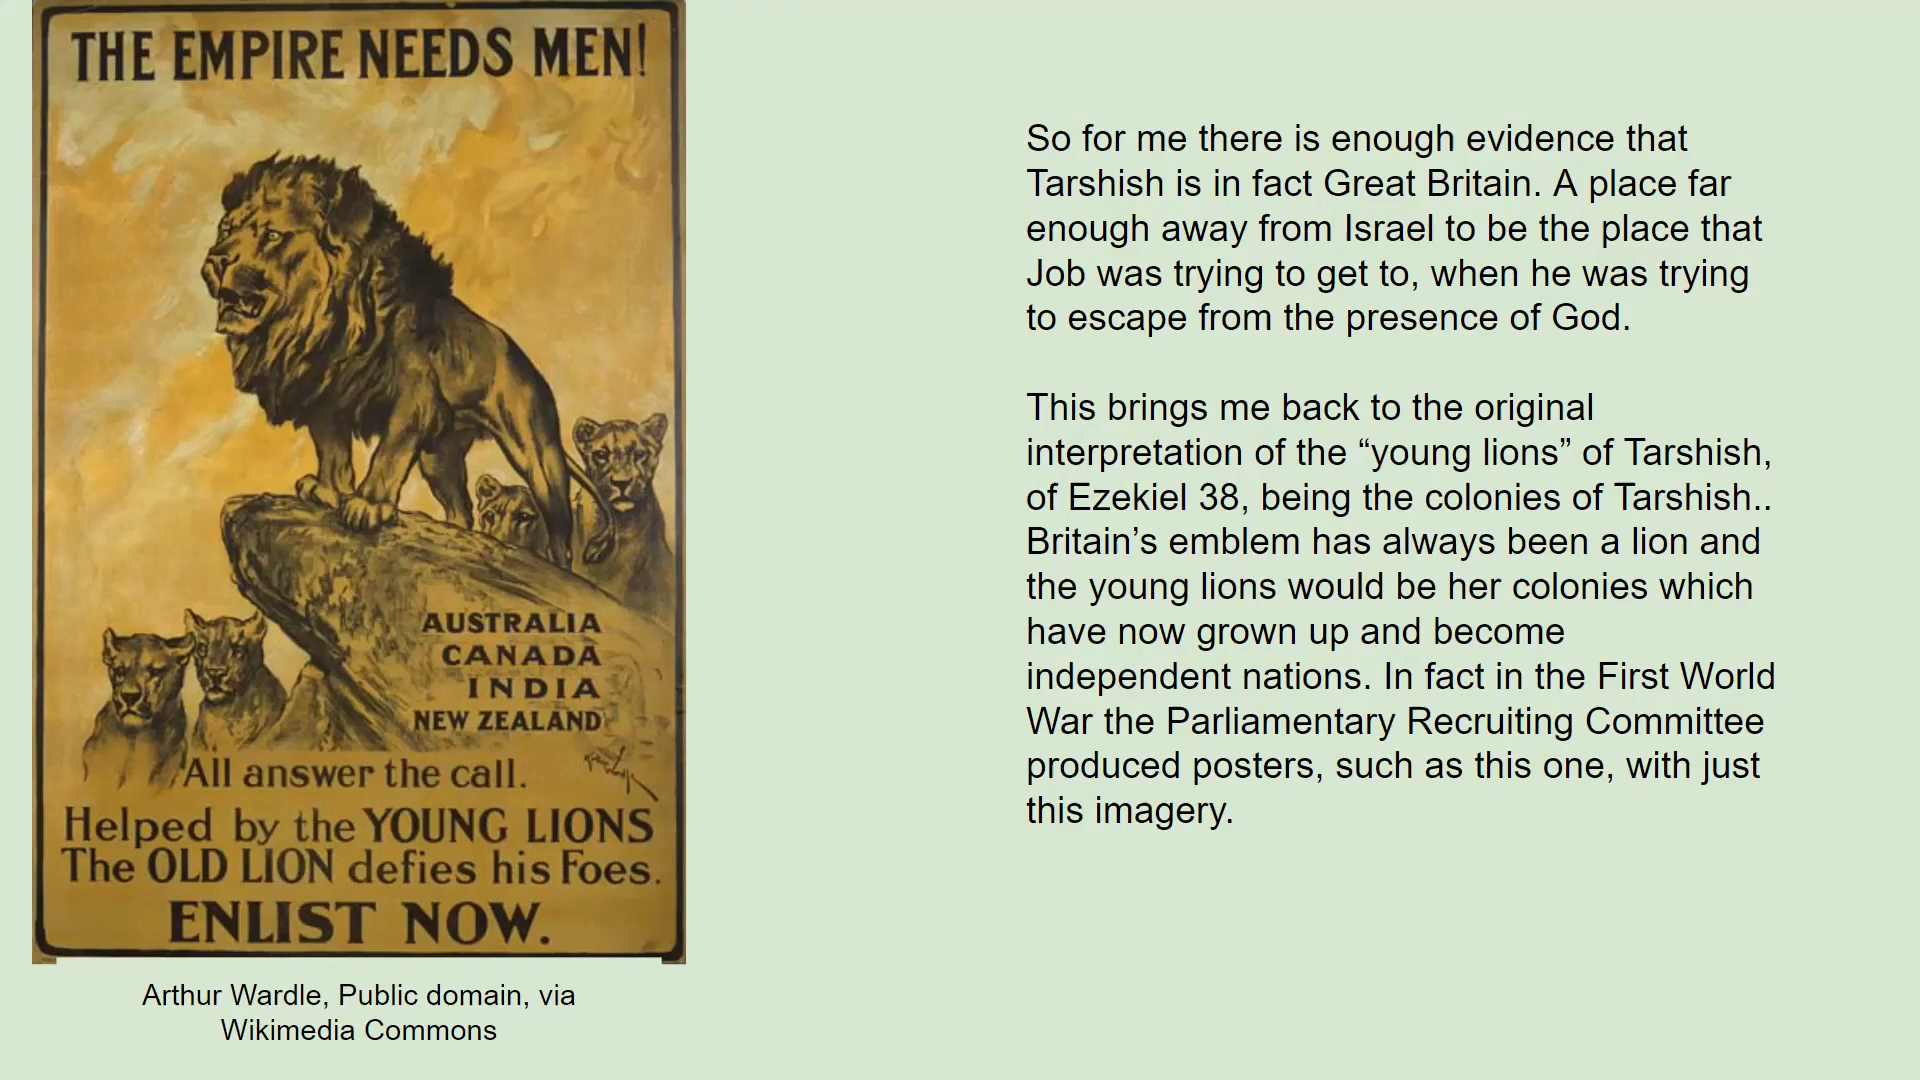 THE EMPIRE NEEDS MEN!
AUSTRALIA
CANADA
INDIA
NEW ZEALAND
All answer the call.
Helped by the YOUNG LIONS
The OLD LION defies his Foes.
ENLIST NOW.
Arthur Wardle, Public domain, via
Wikimedia Commons
So for me there is enough evidence that
Tarshish is in fact Great Britain. A place far
enough away from Israel to be the place that
Job was trying to get to, when he was trying
to escape from the presence of God.
This brings me back to the original
interpretation of the “young lions” of Tarshish,
of Ezekiel 38, being the colonies of Tarshish..
Britain’s emblem has always been a lion and
the young lions would be her colonies which
have now grown up and become
independent nations. In fact in the First World
War the Parliamentary Recruiting Committee
produced posters, such as this one, with just
this imagery.